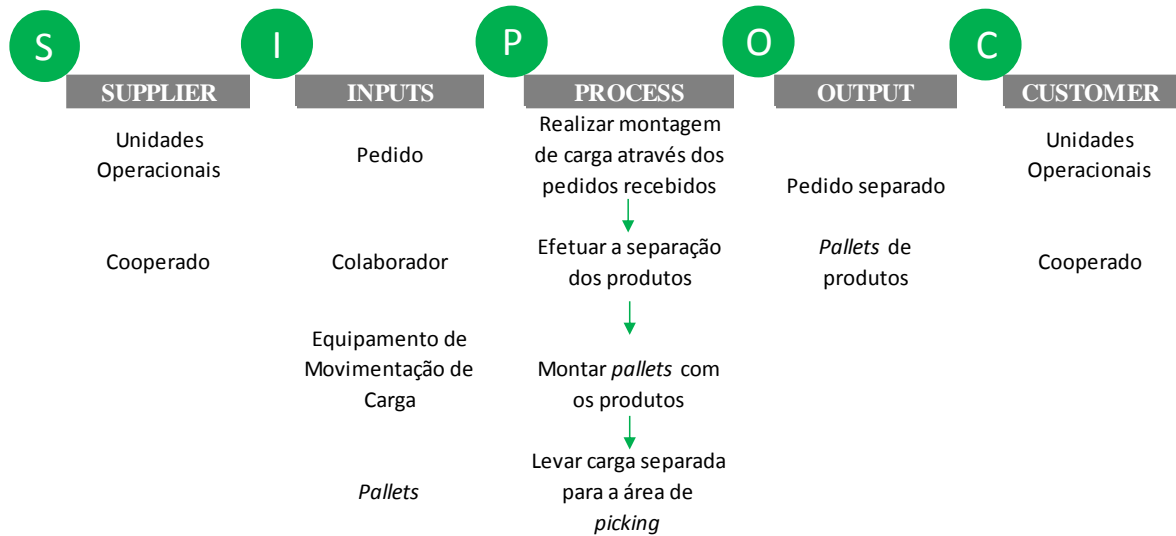 S
I
P
O
C
SUPPLIER
INPUTS
PROCESS
OUTPUT
CUSTOMER
Unidades
Operacionais
Cooperado
Pedido
Colaborador
Equipamento de
Movimentação de
Carga
Pallets
Realizar montagem
de carga através dos
pedidos recebidos
Efetuar a separação
dos produtos
Montar pallets com
os produtos
Levar carga separada
para a área de
picking
Pedido separado
Pallets de
produtos
Unidades
Operacionais
Cooperado